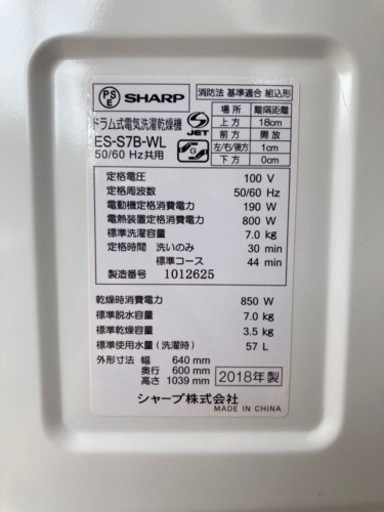 PS E SHARP
ドラム式電気洗濯乾燥機
ES-S7B-WL
50/60 Hz共用
S JET
G
消防法 基準適合 組込形
場所 離隔距離
上方 18cm
前方 開放
左/右/後方 1cm
下方 0cm
定格電圧 100 V
定格周波数 50/60 Hz
電動機定格消費電力 190 W
電熱装置定格消費電力 800 W
標準洗濯容量 7.0 kg
定格時間 洗いのみ 30 min
標準コース 44 min
製造番号 1012625
乾燥時消費電力 850 W
標準脱水容量 7.0 kg
標準乾燥容量 3.5 kg
標準使用水量(洗濯時) 57 L
外形寸法 幅 640 mm
奥行 600 mm
高さ 1039 mm
2018年製
シャープ株式会社
MADE IN CHINA